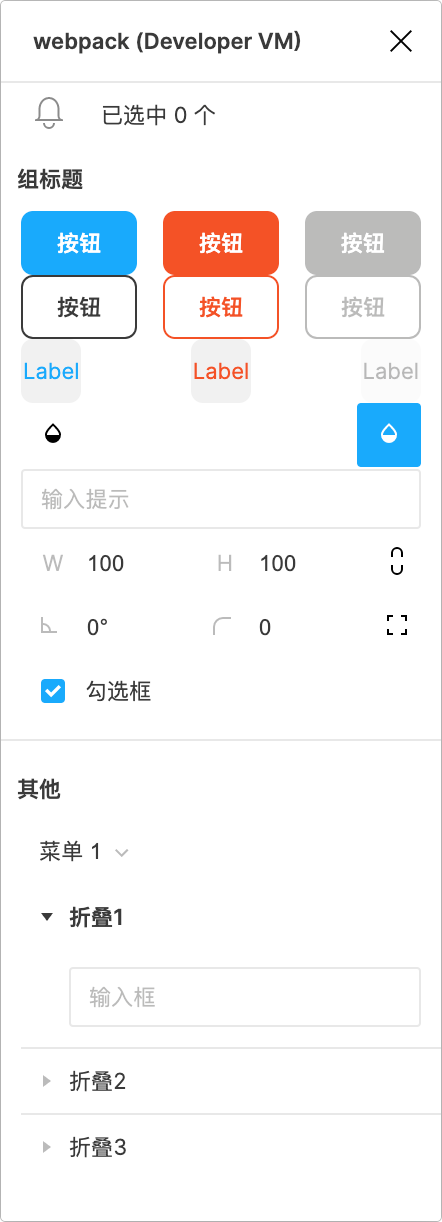 webpack (Developer VM)
已选中 0 个
组标题
按钮 按钮 按钮
按钮 按钮 按钮
Label Label Label
输入提示
W 100 H 100
0° 0
勾选框
其他
菜单 1
折叠1
输入框
折叠2
折叠3